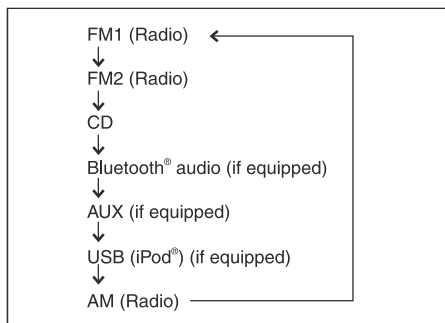 FM1 (Radio)
FM2 (Radio)
CD
Bluetooth® audio (if equipped)
AUX (if equipped)
USB (iPod®) (if equipped)
AM (Radio)